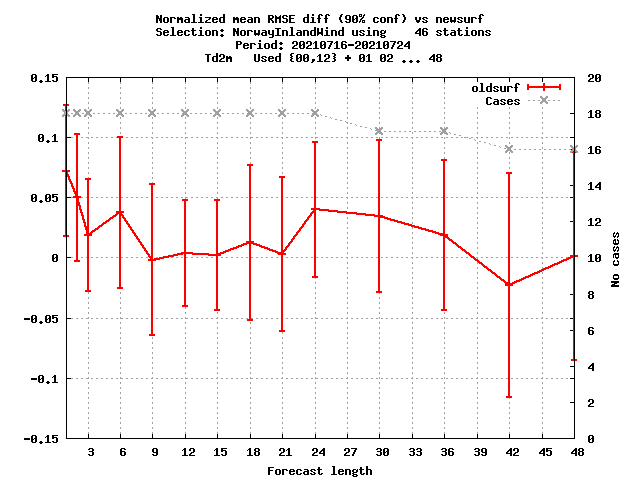 Normalized mean RMSE diff (90% conf) vs newsurf
Selection: NorwayInlandWind using    46 stations
Period: 20210716-20210724
Td2m   Used {00,12} + 01 02 ... 48
oldsurf
Cases
0.15
0.1
0.05
0
-0.05
-0.1
-0.15
20
18
16
14
12
10
8
6
4
2
0
No cases
3 6 9 12 15 18 21 24 27 30 33 36 39 42 45 48
Forecast length